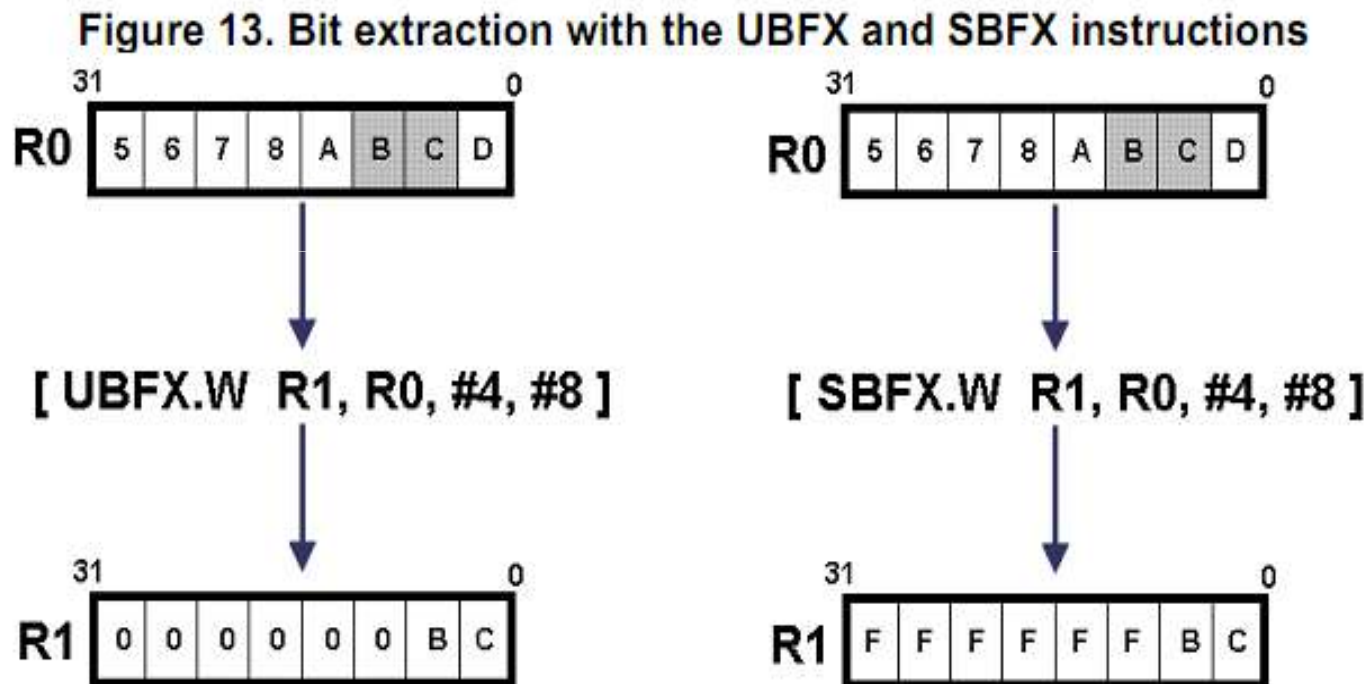 Figure 13. Bit extraction with the UBFX and SBFX instructions
31 0
R0 5 6 7 8 A B C D
[ UBFX.W R1, R0, #4, #8 ]
31 0
R1 0 0 0 0 0 0 B C
31 0
R0 5 6 7 8 A B C D
[ SBFX.W R1, R0, #4, #8 ]
31 0
R1 F F F F F F B C